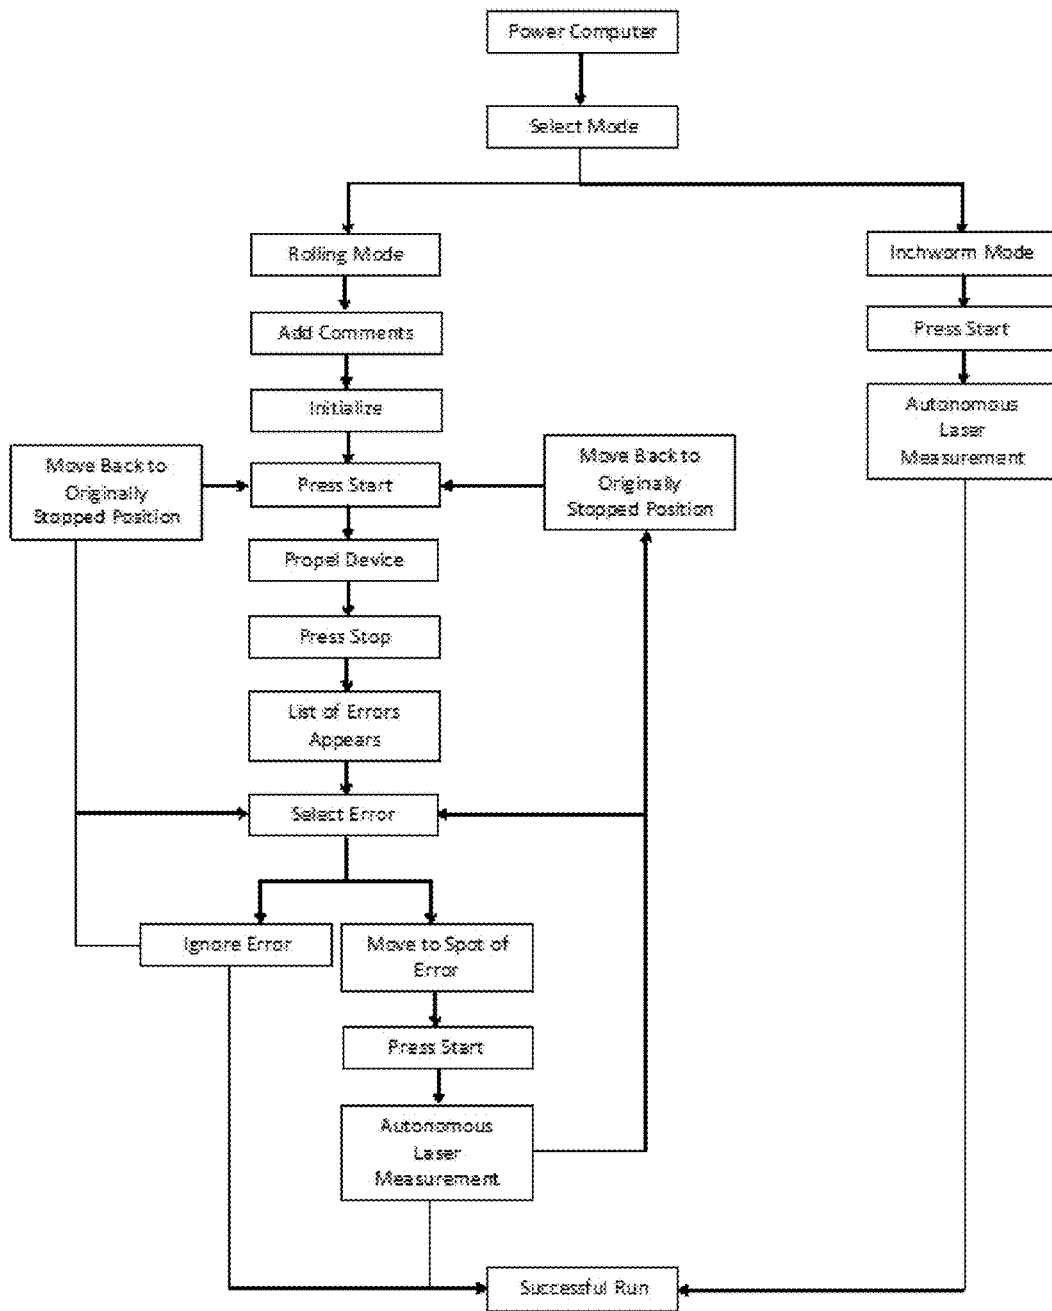 Power Computer
Select Mode
Rolling Mode
Inchworm Mode
Add Comments
Press Start
Initialize
Autonomous
Laser
Measurement
Move Back to
Originally
Stopped Position
Press Start
Move Back to
Originally
Stopped Position
Propel Device
Press Stop
List of Errors
Appears
Select Error
Ignore Error
Move to Spot of
Error
Press Start
Autonomous
Laser
Measurement
Successful Run